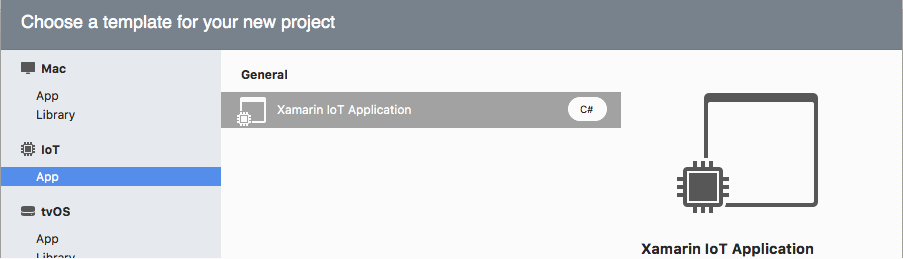 Choose a template for your new project
Mac
App
Library
IoT
App
tvOS
App
Library
General
Xamarin IoT Application
C#
Xamarin IoT Application